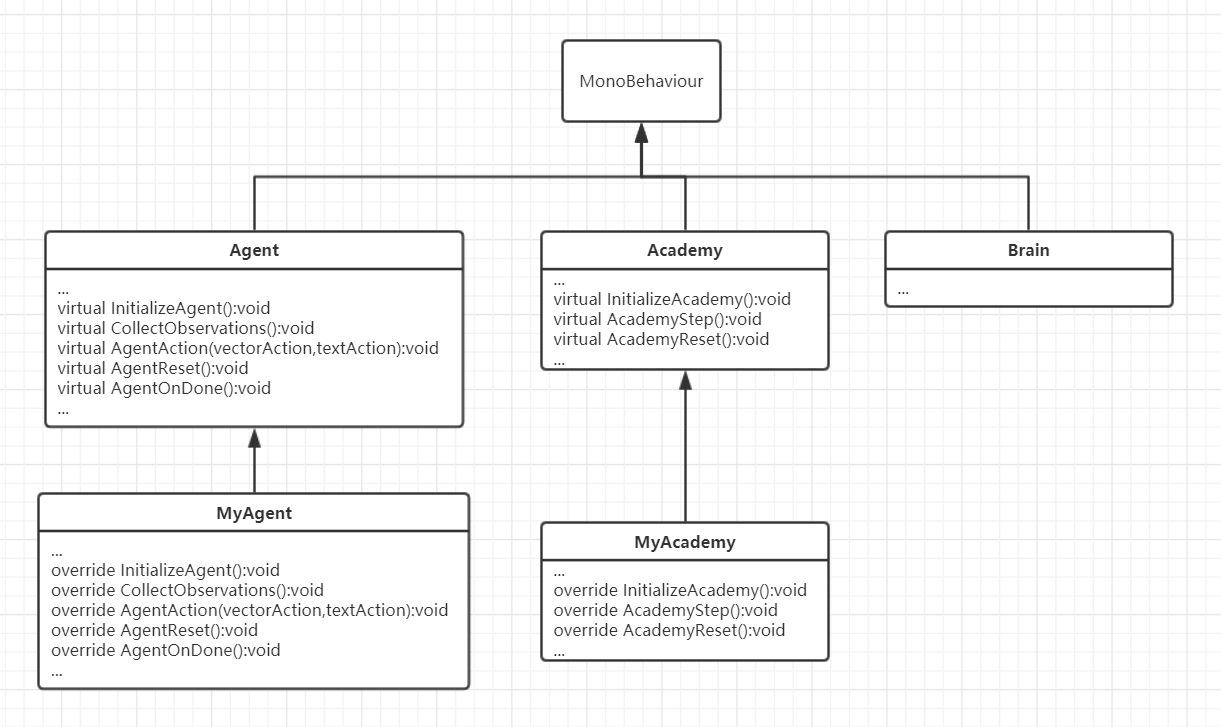 MonoBehaviour
Agent
...
virtual InitializeAgent():void
virtual CollectObservations():void
virtual AgentAction(vectorAction,textAction):void
virtual AgentReset():void
virtual AgentOnDone():void
...
Academy
...
virtual InitializeAcademy():void
virtual AcademyStep():void
virtual AcademyReset():void
...
Brain
...
MyAgent
...
override InitializeAgent():void
override CollectObservations():void
override AgentAction(vectorAction,textAction):void
override AgentReset():void
override AgentOnDone():void
...
MyAcademy
...
override InitializeAcademy():void
override AcademyStep():void
override AcademyReset():void
...